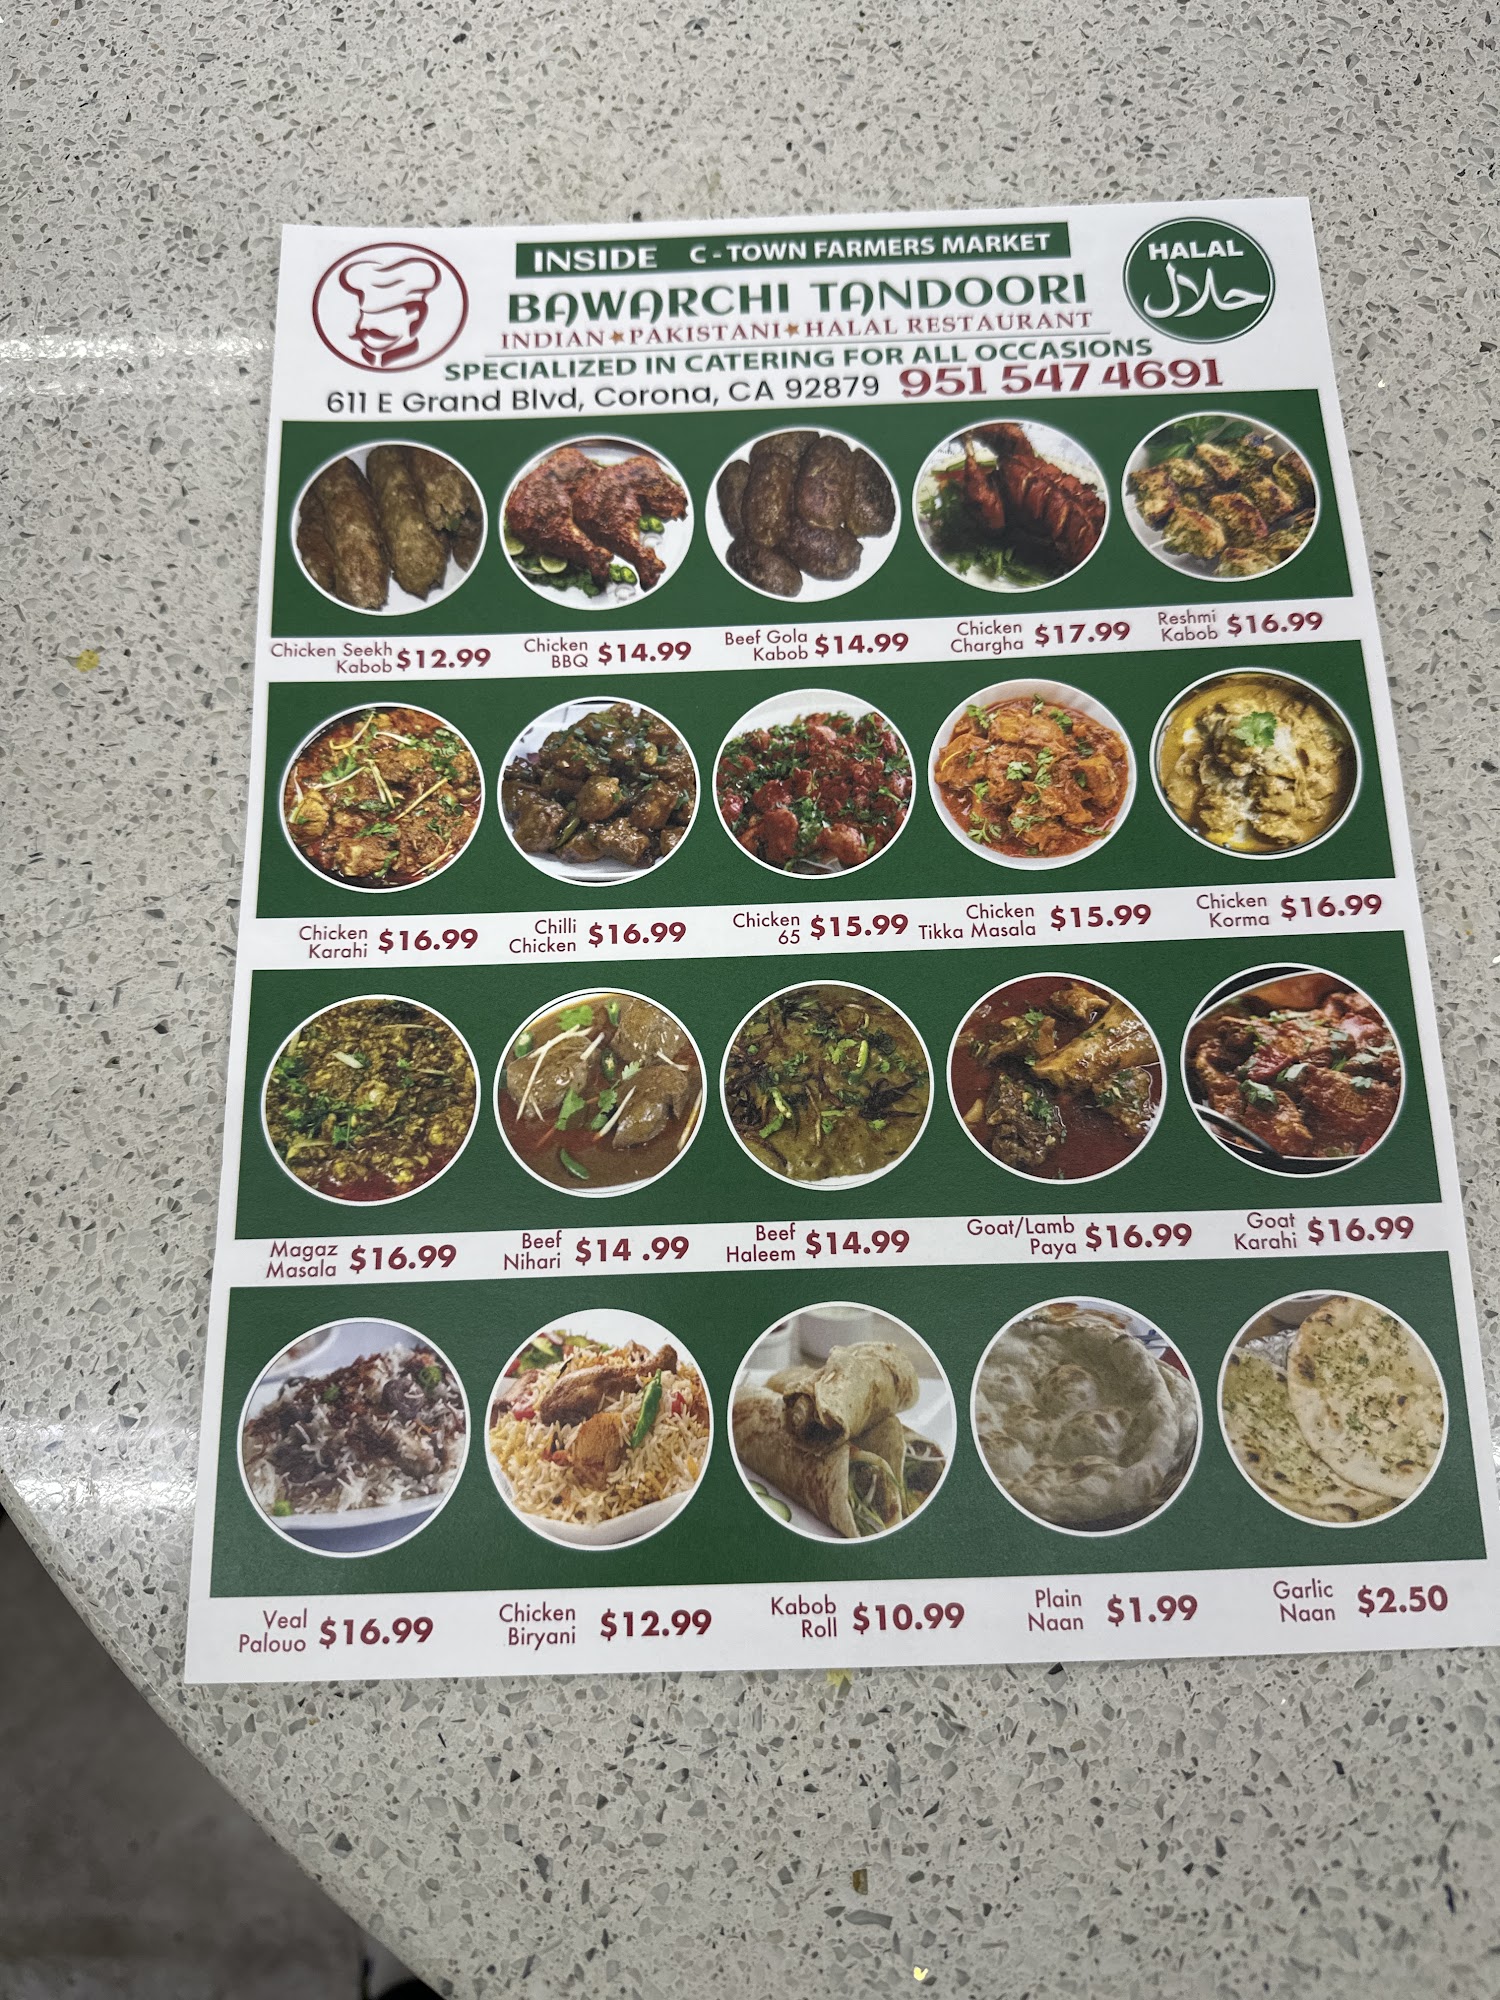 INSIDE C - TOWN FARMERS MARKET
HALAL
حلال
BAWARCHI TANDOORI
INDIAN★PAKISTANI★HALAL RESTAURANT
SPECIALIZED IN CATERING FOR ALL OCCASIONS
611 E Grand Blvd, Corona, CA 92879 951 547 4691
Chicken Seekh
Kabob $12.99
Chicken
BBQ $14.99
Beef Gola
Kabob $14.99
Chicken
Chargha $17.99
Reshmi
Kabob $16.99
Chicken
Karahi $16.99
Chilli
Chicken $16.99
Chicken
65 $15.99
Chicken
Tikka Masala $15.99
Chicken
Korma $16.99
Magaz
Masala $16.99
Beef
Nihari $14 .99
Beef
Haleem $14.99
Goat/Lamb
Paya $16.99
Goat
Karahi $16.99
Veal
Palouo $16.99
Chicken
Biryani $12.99
Kabob
Roll $10.99
Plain
Naan $1.99
Garlic
Naan $2.50